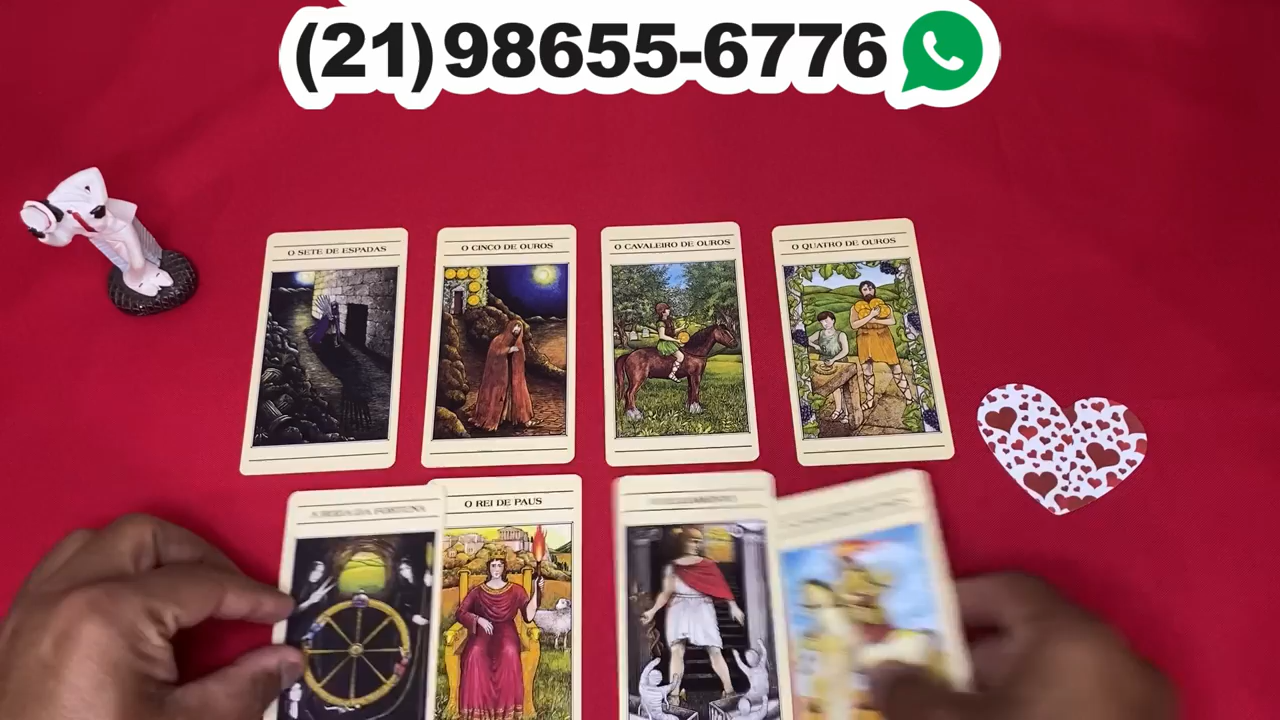 (21)98655-6776
O SETE DE ESPADAS
O CINCO DE OUROS
O CAVALEIRO DE OUROS
O QUATRO DE OUROS
A RODA DA FORTUNA
O REI DE PAUS